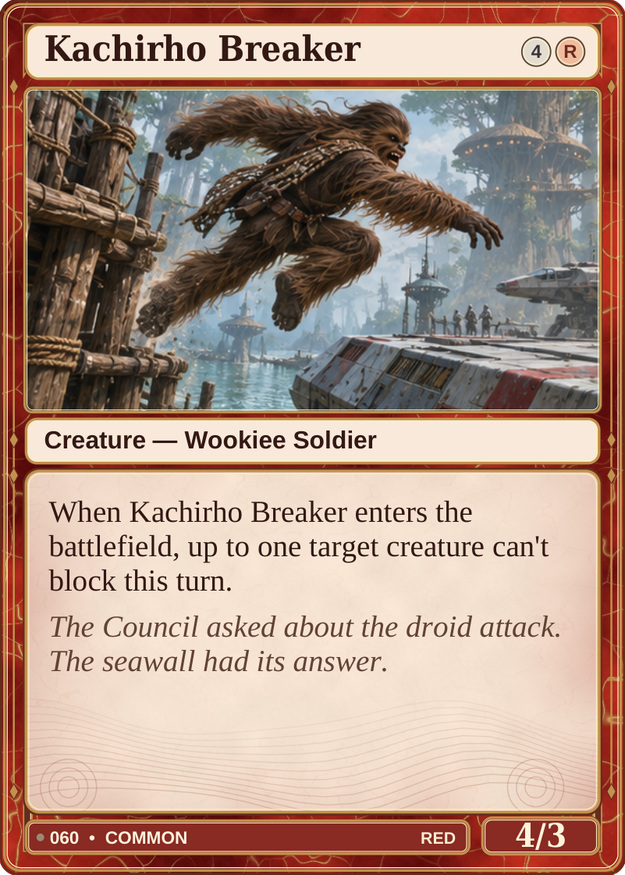 Kachirho Breaker 4 R
Creature — Wookiee Soldier
When Kachirho Breaker enters the
battlefield, up to one target creature can't
block this turn.
The Council asked about the droid attack.
The seawall had its answer.
060 • COMMON RED 4/3